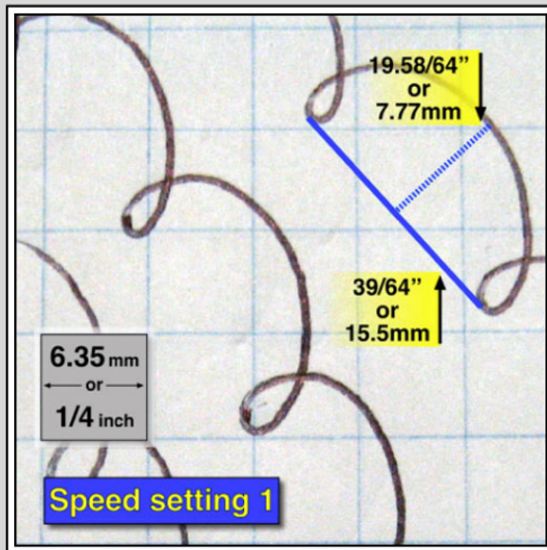 19.58/64”
or
7.77mm
39/64”
or
15.5mm
6.35 mm
or
1/4 inch
Speed setting 1